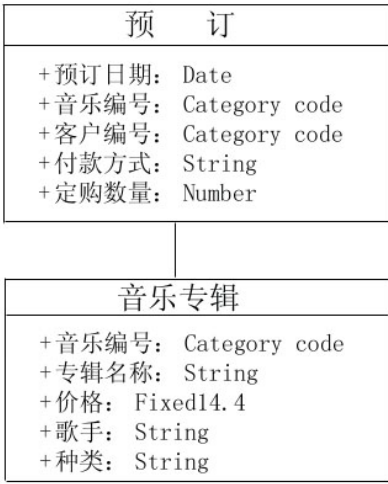 预 订
+预订日期: Date
+音乐编号: Category code
+客户编号: Category code
+付款方式: String
+定购数量: Number
音乐专辑
+音乐编号: Category code
+专辑名称: String
+价格: Fixed14.4
+歌手: String
+种类: String